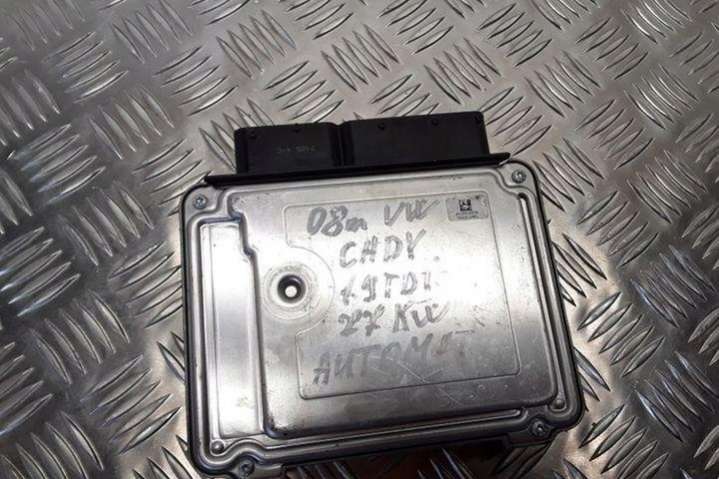 08m VW
CHDY
1.9TDI
77 KW
AUTOMAT